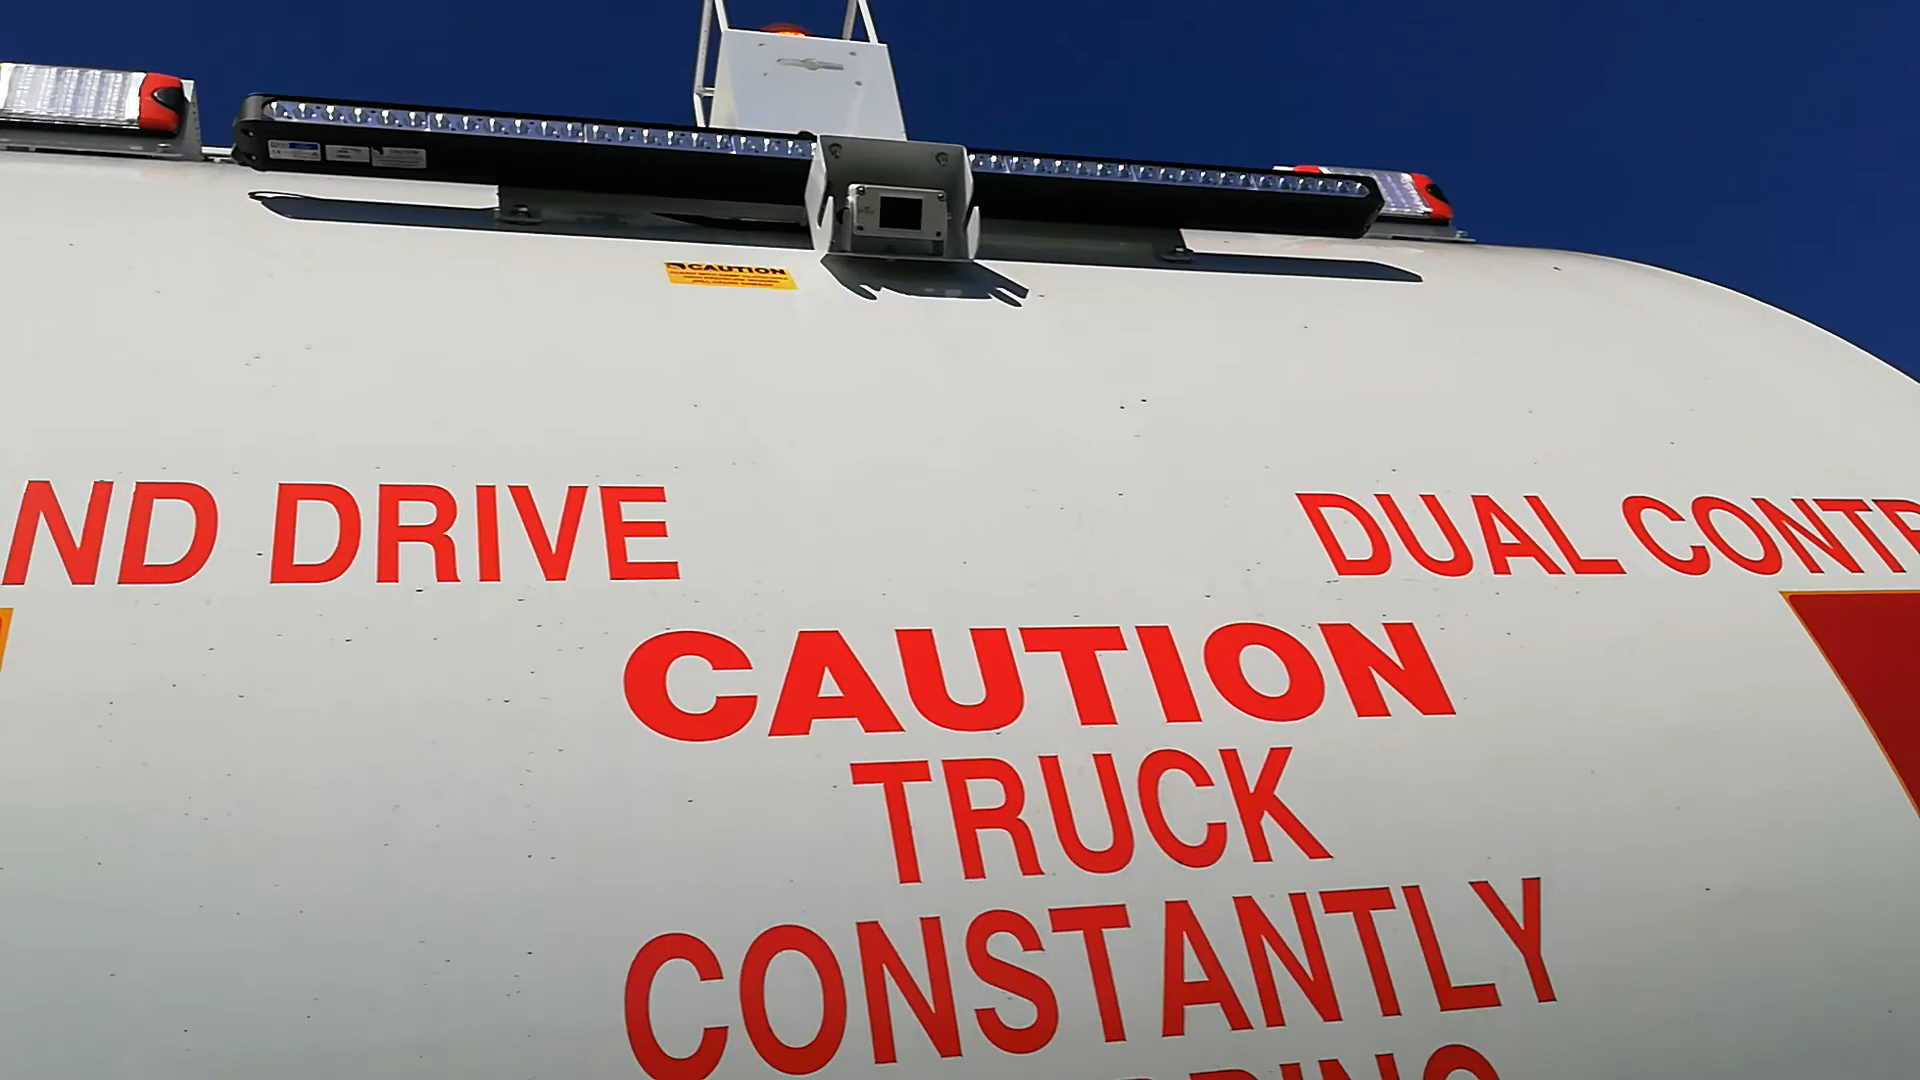 CAUTION
ND DRIVE
DUAL CONTR
CAUTION
TRUCK
CONSTANTLY